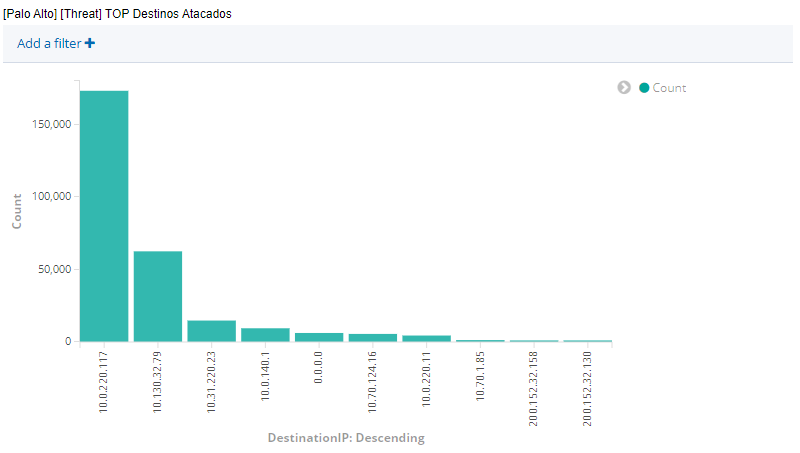 [Palo Alto] [Threat] TOP Destinos Atacados
Add a filter +
Count
150,000
100,000
50,000
0
Count
10.0.220.117
10.130.32.79
10.31.220.23
10.0.140.1
0.0.0.0
10.70.124.16
10.0.220.11
10.70.1.85
200.152.32.158
200.152.32.130
DestinationIP: Descending